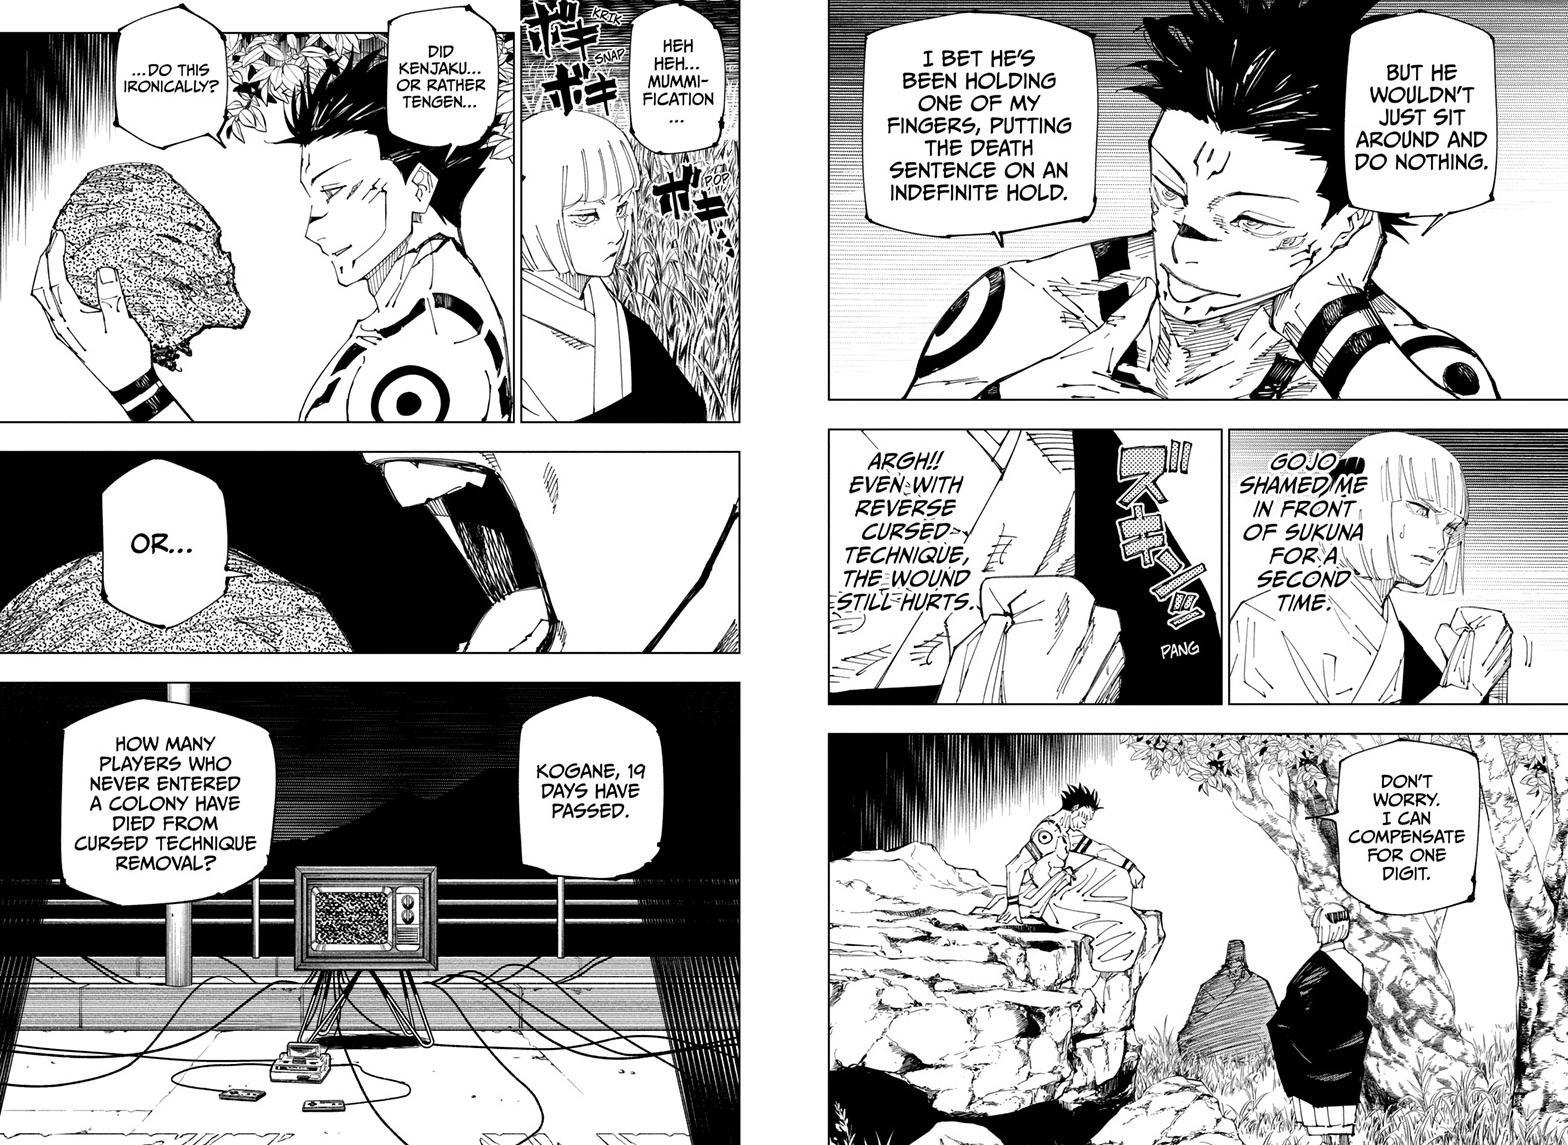 BUT HE
WOULDN'T
JUST SIT
AROUND AND
DO NOTHING.
I BET HE'S
BEEN HOLDING
ONE OF MY
FINGERS, PUTTING
THE DEATH
SENTENCE ON AN
INDEFINITE HOLD.
GOJO
SHAMED ME
IN FRONT
OF SUKUNA
FOR A
SECOND
TIME.
ズキンッ
PANG
ARGH!!
EVEN WITH
REVERSE
CURSED
TECHNIQUE,
THE WOUND
STILL HURTS.
DON'T
WORRY.
I CAN
COMPENSATE
FOR ONE
DIGIT.
HEH
HEH...
MUMMI-
FICATION
...
ボキ
KRIK
ボキ
SNAP
ボキ
POP
DID
KENJAKU...
OR RATHER
TENGEN...
...DO THIS
IRONICALLY?
OR...
KOGANE, 19
DAYS HAVE
PASSED.
HOW MANY
PLAYERS WHO
NEVER ENTERED
A COLONY HAVE
DIED FROM
CURSED TECHNIQUE
REMOVAL?